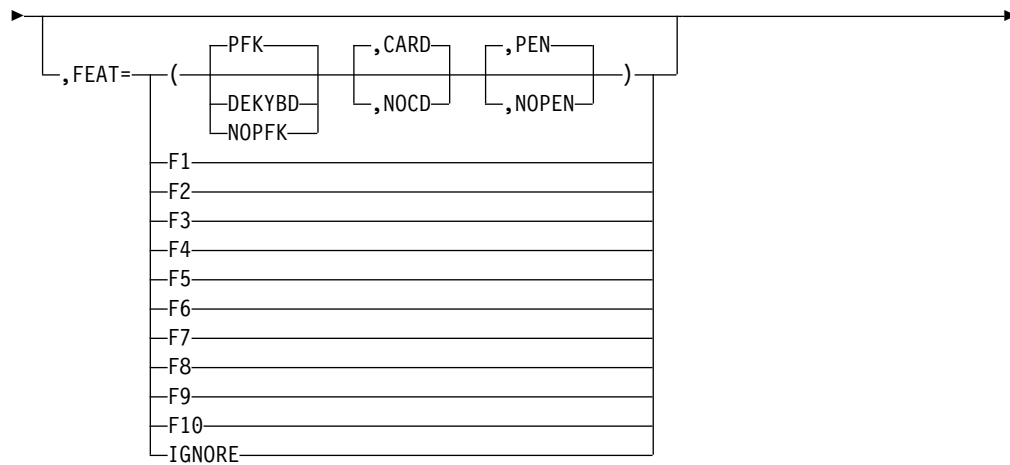 PFK ,CARD ,PEN
,FEAT= ( )
DEKYBD ,NOCD ,NOPEN
NOPFK
F1
F2
F3
F4
F5
F6
F7
F8
F9
F10
IGNORE